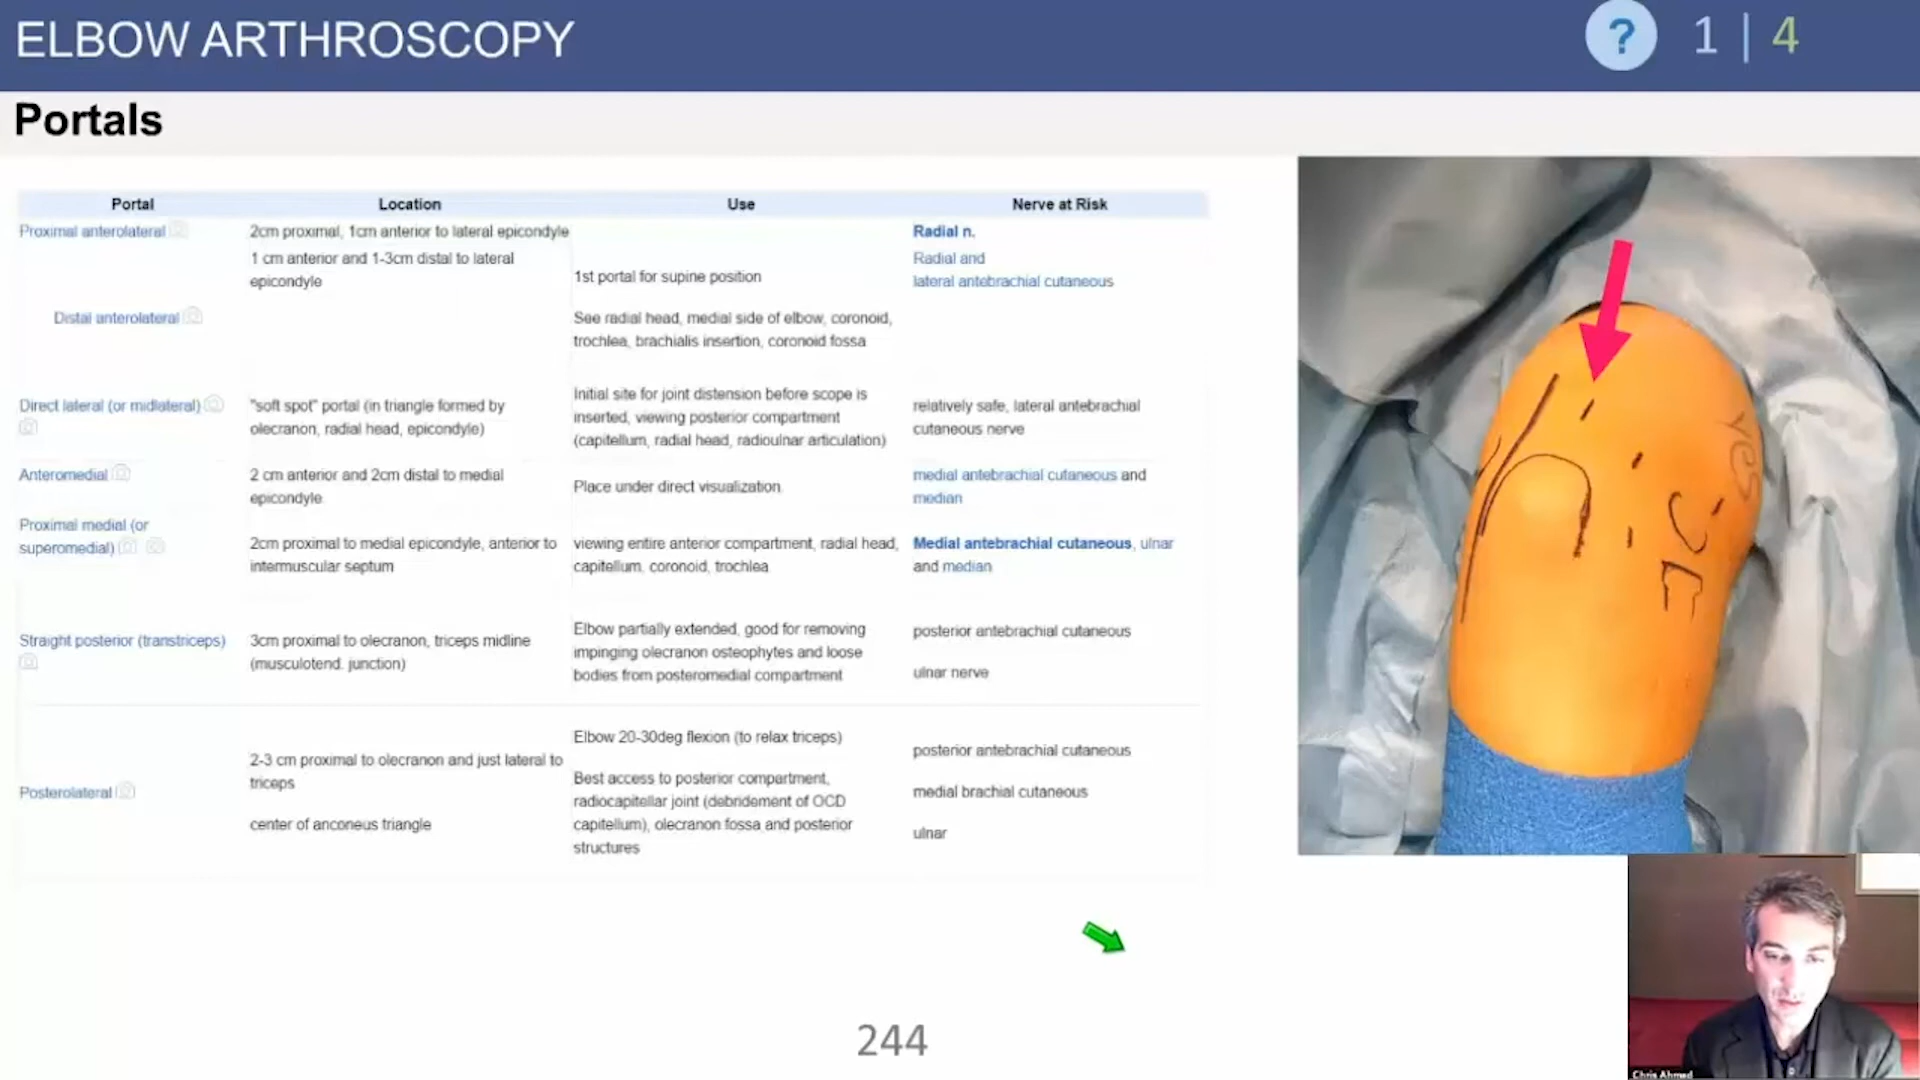 ELBOW ARTHROSCOPY
? 1 | 4
Portals
Portal Location Use Nerve at Risk
Proximal anterolateral 2cm proximal, 1cm anterior to lateral epicondyle Radial n.
Distal anterolateral 1 cm anterior and 1-3cm distal to lateral
epicondyle
1st portal for supine position
See radial head, medial side of elbow, coronoid,
trochlea, brachialis insertion, coronoid fossa
Radial and
lateral antebrachial cutaneous
Direct lateral (or midlateral)
"soft spot" portal (in triangle formed by
olecranon, radial head, epicondyle)
Initial site for joint distension before scope is
inserted, viewing posterior compartment
(capitellum, radial head, radioulnar articulation)
relatively safe, lateral antebrachial
cutaneous nerve
Anteromedial
2 cm anterior and 2cm distal to medial
epicondyle
Place under direct visualization
medial antebrachial cutaneous and
median
Proximal medial (or
superomedial)
2cm proximal to medial epicondyle, anterior to
intermuscular septum
viewing entire anterior compartment, radial head,
capitellum, coronoid, trochlea
Medial antebrachial cutaneous, ulnar
and median
Straight posterior (transtriceps)
3cm proximal to olecranon, triceps midline
(musculotend. junction)
Elbow partially extended, good for removing
impinging olecranon osteophytes and loose
bodies from posteromedial compartment
posterior antebrachial cutaneous
ulnar nerve
Posterolateral
2-3 cm proximal to olecranon and just lateral to
triceps
center of anconeus triangle
Elbow 20-30deg flexion (to relax triceps)
Best access to posterior compartment,
radiocapitellar joint (debridement of OCD
capitellum), olecranon fossa and posterior
structures
posterior antebrachial cutaneous
medial brachial cutaneous
ulnar
YES
244
Chris Ahmad